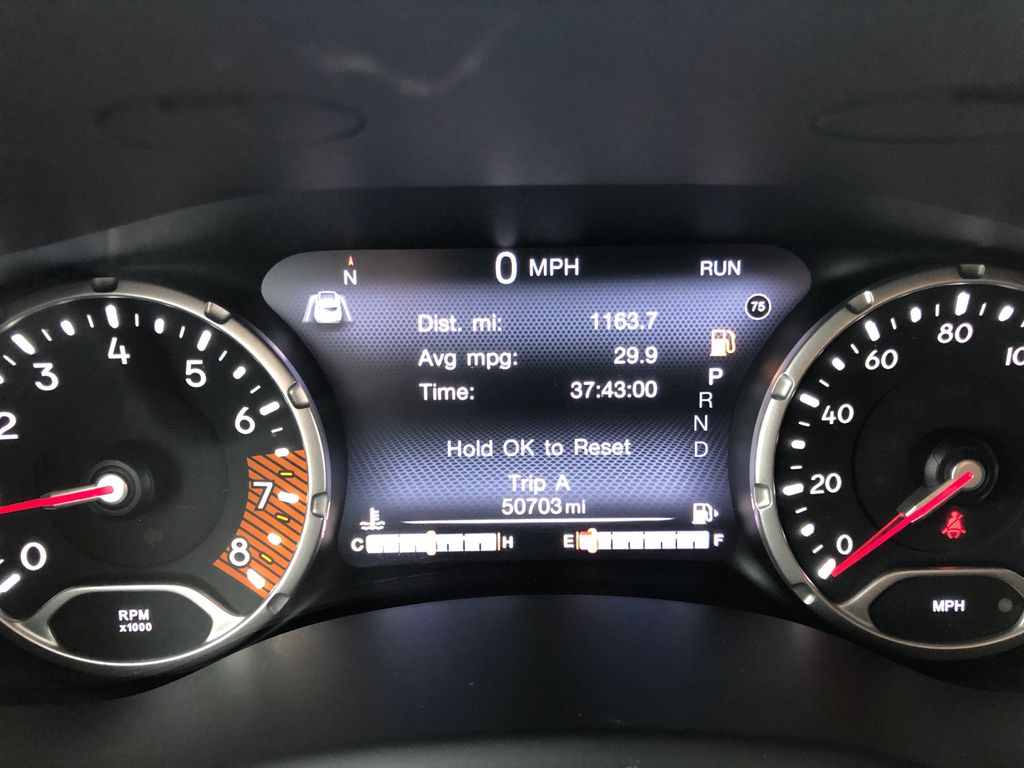 N
0 MPH
RUN
75
Dist. mi: 1163.7
Avg mpg: 29.9
Time: 37:43:00
Hold OK to Reset
Trip A
50703 mi
P
R
N
D
C H
E F
0
2
3
4
5
6
7
8
RPM
x1000
0
20
40
60
80
MPH